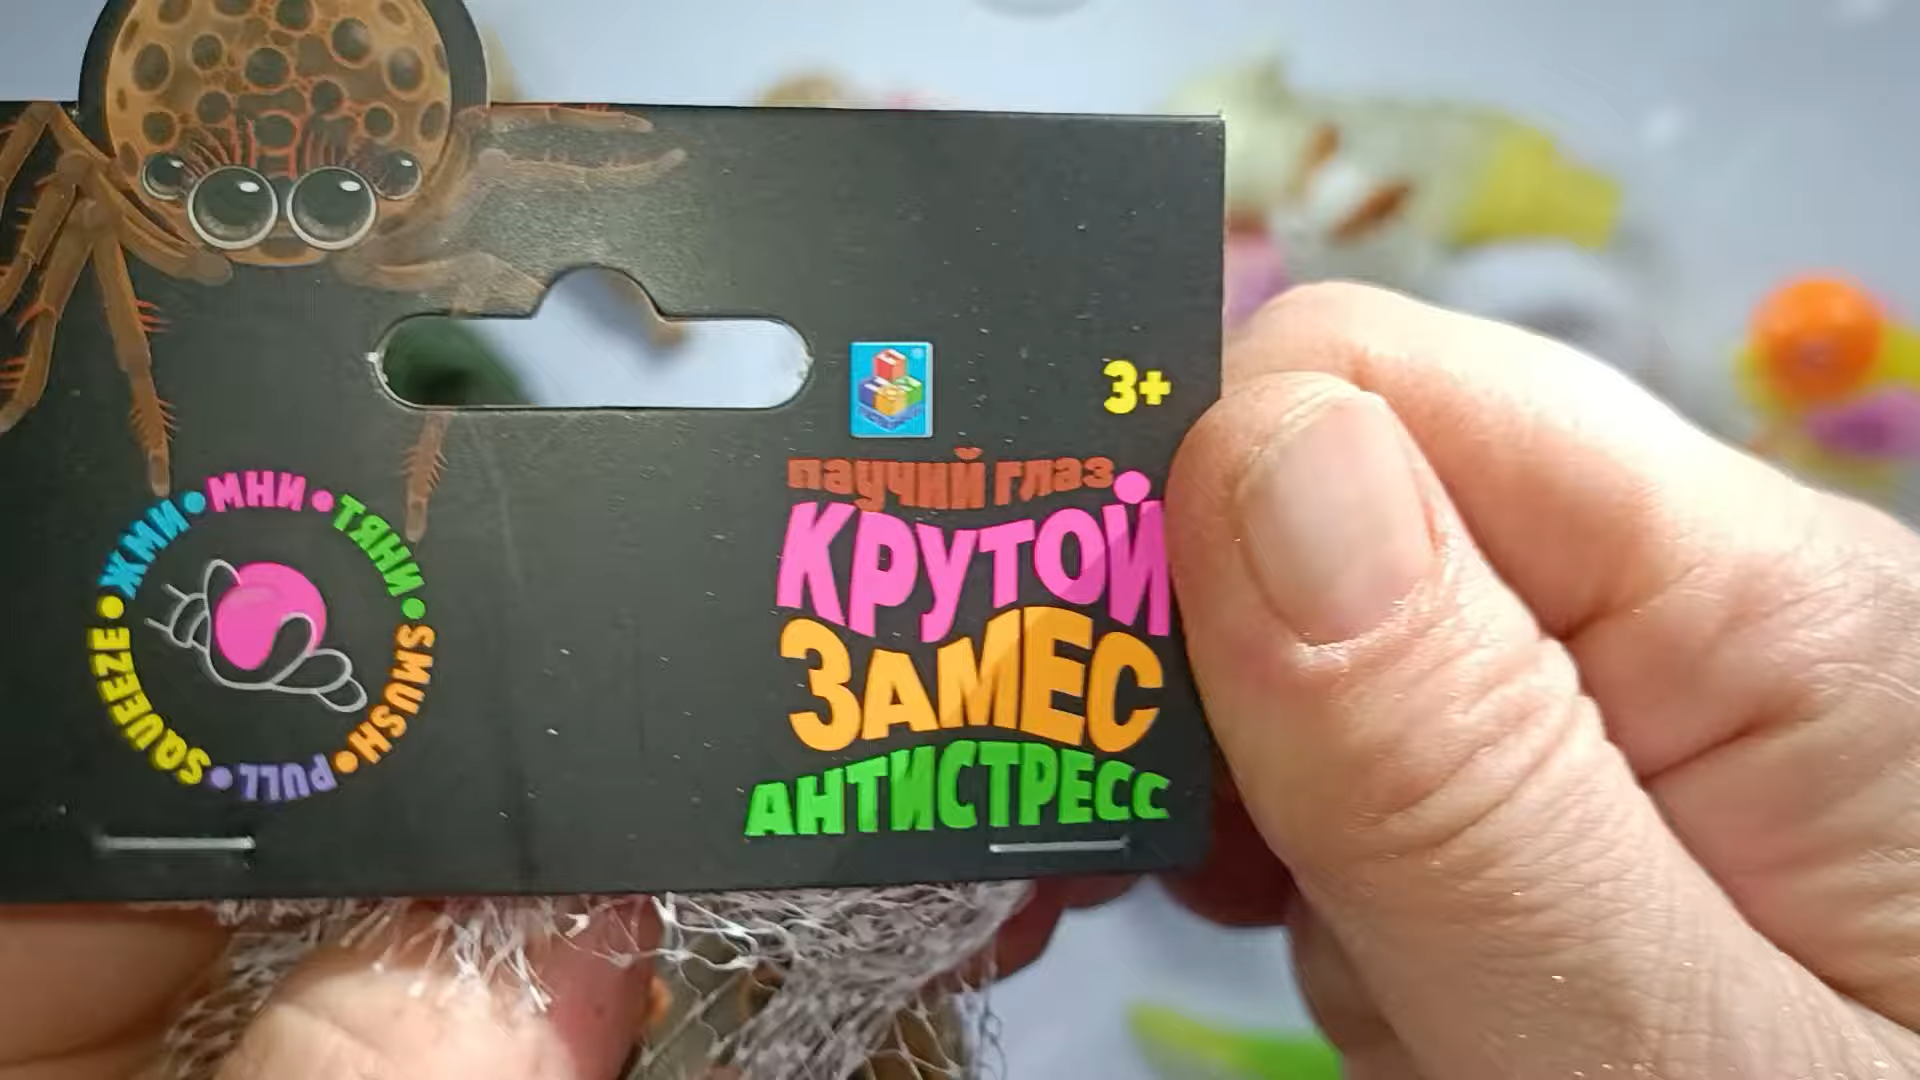 3+
паучий глаз
КРУТОЙ
ЗАМЕС
АНТИСТРЕСС
ЖМИ • МНИ • ТЯНИ • SMUSH • PULL • SQUEEZE •